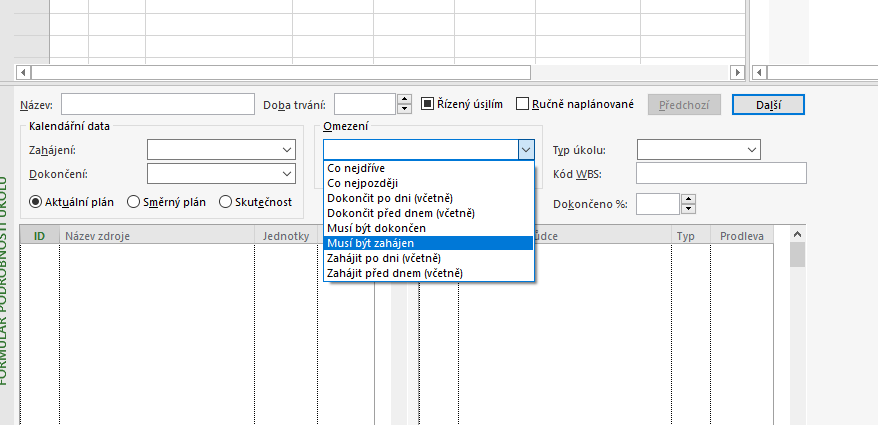 Název:
Doba trvání:
Řízený úsilím
Ručně naplánované
Předchozí
Další
Kalendářní data
Zahájení:
Dokončení:
Aktuální plán
Směrný plán
Skutečnost
Omezení
Co nejdříve
Co nejpozději
Dokončit po dni (včetně)
Dokončit před dnem (včetně)
Musí být dokončen
Musí být zahájen
Zahájit po dni (včetně)
Zahájit před dnem (včetně)
Typ úkolu:
Kód WBS:
Dokončeno %:
ID
Název zdroje
Jednotky
Typ
Prodleva
FORMULÁŘ PODROBNOSTI ÚKOLU